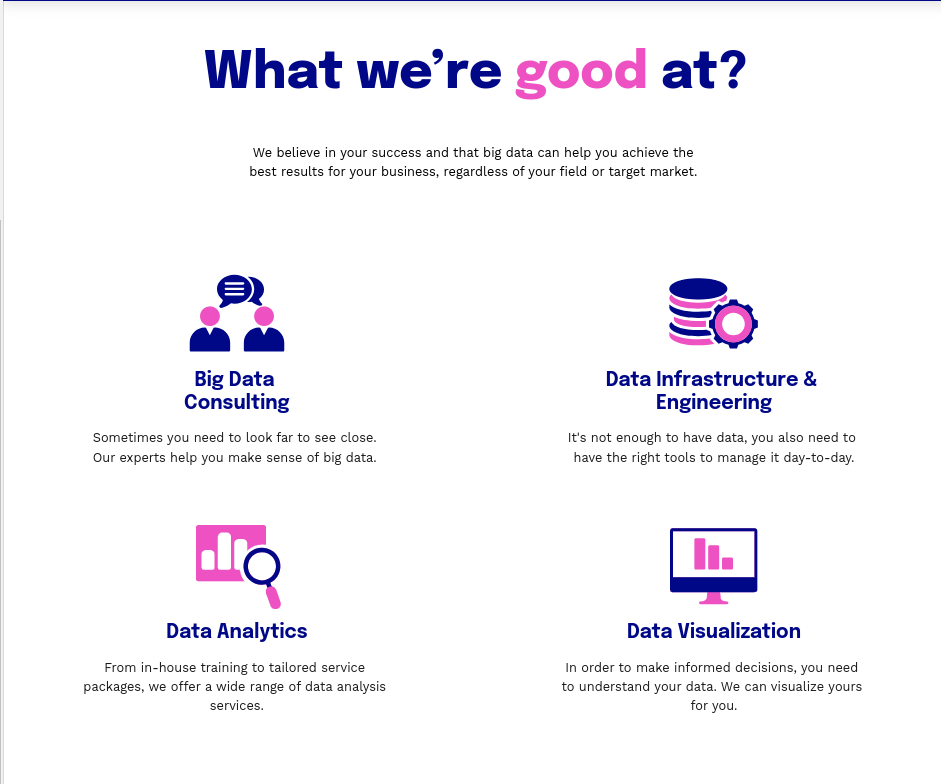 What we’re good at?
We believe in your success and that big data can help you achieve the
best results for your business, regardless of your field or target market.
Big Data
Consulting
Sometimes you need to look far to see close.
Our experts help you make sense of big data.
Data Infrastructure &
Engineering
It's not enough to have data, you also need to
have the right tools to manage it day-to-day.
Data Analytics
From in-house training to tailored service
packages, we offer a wide range of data analysis
services.
Data Visualization
In order to make informed decisions, you need
to understand your data. We can visualize yours
for you.